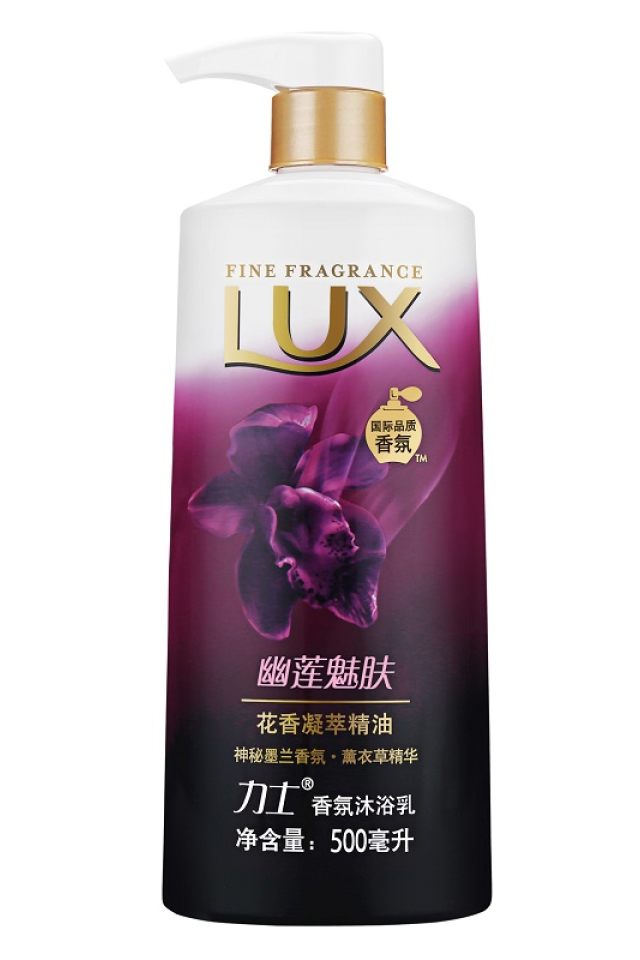 FINE FRAGRANCE
LUX
国际品质
香氛
TM
幽莲魅肤
花香凝萃精油
神秘墨兰香氛·薰衣草精华
力士® 香氛沐浴乳
净含量：500毫升